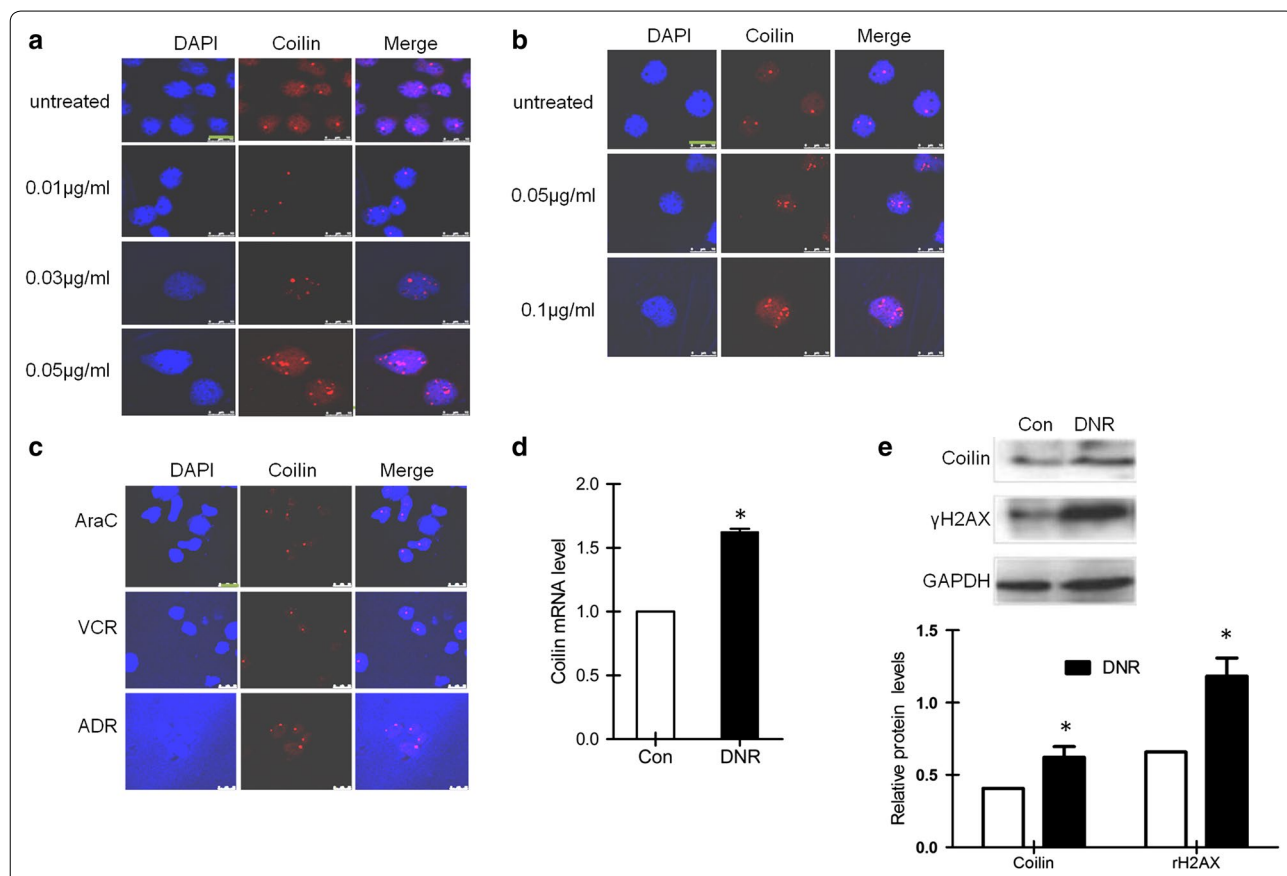 a
DAPI Coilin Merge
untreated
0.01µg/ml
0.03µg/ml
0.05µg/ml
b
DAPI Coilin Merge
untreated
0.05µg/ml
0.1µg/ml
c
DAPI Coilin Merge
AraC
VCR
ADR
d
Coilin mRNA level
2.0
1.5
1.0
0.5
0.0
*
Con DNR
e
Con DNR
Coilin
γH2AX
GAPDH
Relative protein levels
1.5
1.0
0.5
0.0
DNR
*
*
Coilin rH2AX